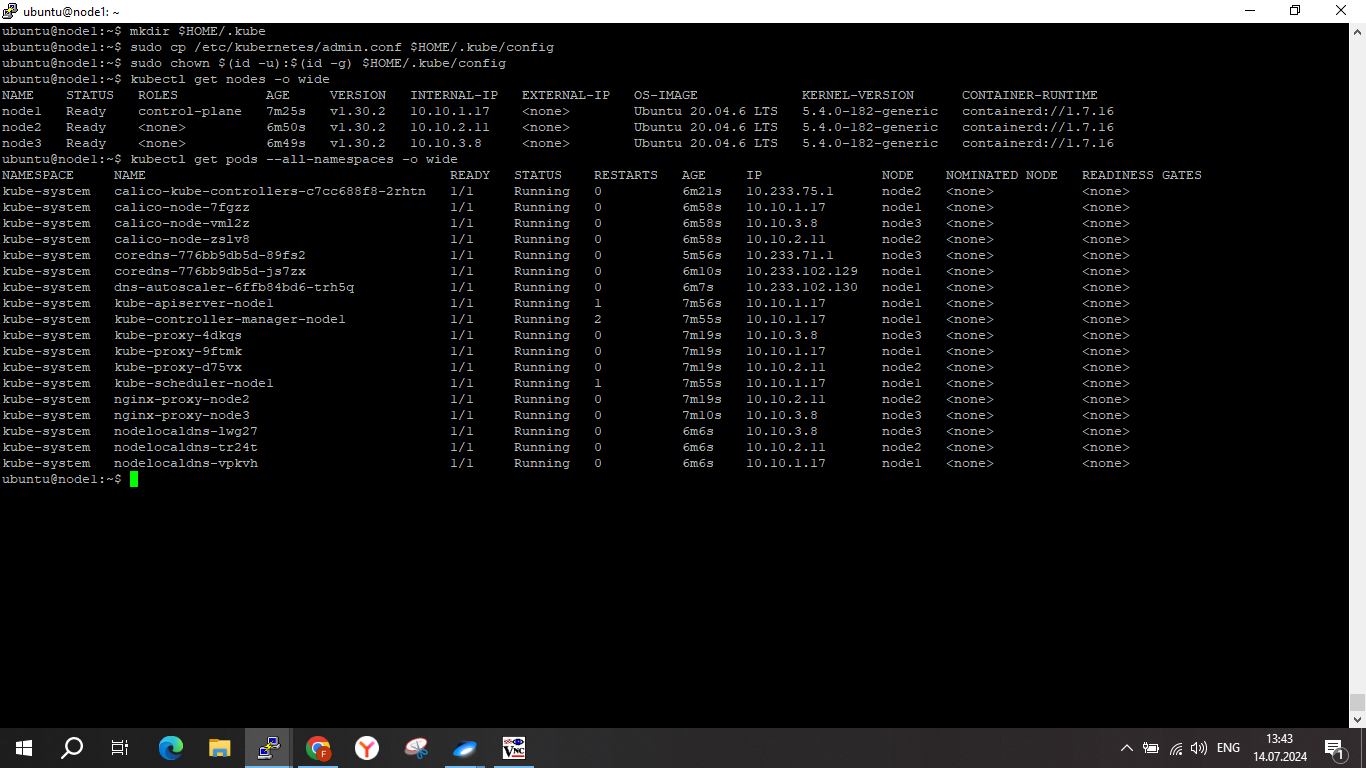 ubuntu@node1: ~
ubuntu@node1:~$ mkdir $HOME/.kube
ubuntu@node1:~$ sudo cp /etc/kubernetes/admin.conf $HOME/.kube/config
ubuntu@node1:~$ sudo chown $(id -u):$(id -g) $HOME/.kube/config
ubuntu@node1:~$ kubectl get nodes -o wide
NAME    STATUS   ROLES           AGE     VERSION   INTERNAL-IP   EXTERNAL-IP   OS-IMAGE             KERNEL-VERSION      CONTAINER-RUNTIME
node1   Ready    control-plane   7m25s   v1.30.2   10.10.1.17    <none>        Ubuntu 20.04.6 LTS   5.4.0-182-generic   containerd://1.7.16
node2   Ready    <none>          6m50s   v1.30.2   10.10.2.11    <none>        Ubuntu 20.04.6 LTS   5.4.0-182-generic   containerd://1.7.16
node3   Ready    <none>          6m49s   v1.30.2   10.10.3.8     <none>        Ubuntu 20.04.6 LTS   5.4.0-182-generic   containerd://1.7.16
ubuntu@node1:~$ kubectl get pods --all-namespaces -o wide
NAMESPACE     NAME                                      READY   STATUS    RESTARTS   AGE     IP               NODE    NOMINATED NODE   READINESS GATES
kube-system   calico-kube-controllers-c7cc688f8-2rhtn   1/1     Running   0          6m21s   10.233.75.1      node2   <none>           <none>
kube-system   calico-node-7fgzz                         1/1     Running   0          6m58s   10.10.1.17       node1   <none>           <none>
kube-system   calico-node-vml2z                         1/1     Running   0          6m58s   10.10.3.8        node3   <none>           <none>
kube-system   calico-node-zslv8                         1/1     Running   0          6m58s   10.10.2.11       node2   <none>           <none>
kube-system   coredns-776bb9db5d-89fs2                  1/1     Running   0          5m56s   10.233.71.1      node3   <none>           <none>
kube-system   coredns-776bb9db5d-js7zx                  1/1     Running   0          6m10s   10.233.102.129   node1   <none>           <none>
kube-system   dns-autoscaler-6ffb84bd6-trh5q            1/1     Running   0          6m7s    10.233.102.130   node1   <none>           <none>
kube-system   kube-apiserver-node1                      1/1     Running   1          7m56s   10.10.1.17       node1   <none>           <none>
kube-system   kube-controller-manager-node1             1/1     Running   2          7m55s   10.10.1.17       node1   <none>           <none>
kube-system   kube-proxy-4dkqs                          1/1     Running   0          7m19s   10.10.3.8        node3   <none>           <none>
kube-system   kube-proxy-9ftmk                          1/1     Running   0          7m19s   10.10.1.17       node1   <none>           <none>
kube-system   kube-proxy-d75vx                          1/1     Running   0          7m19s   10.10.2.11       node2   <none>           <none>
kube-system   kube-scheduler-node1                      1/1     Running   1          7m55s   10.10.1.17       node1   <none>           <none>
kube-system   nginx-proxy-node2                         1/1     Running   0          7m19s   10.10.2.11       node2   <none>           <none>
kube-system   nginx-proxy-node3                         1/1     Running   0          7m10s   10.10.3.8        node3   <none>           <none>
kube-system   nodelocaldns-lwg27                        1/1     Running   0          6m6s    10.10.3.8        node3   <none>           <none>
kube-system   nodelocaldns-tr24t                        1/1     Running   0          6m6s    10.10.2.11       node2   <none>           <none>
kube-system   nodelocaldns-vpkvh                        1/1     Running   0          6m6s    10.10.1.17       node1   <none>           <none>
ubuntu@node1:~$
ENG
13:43
14.07.2024
1